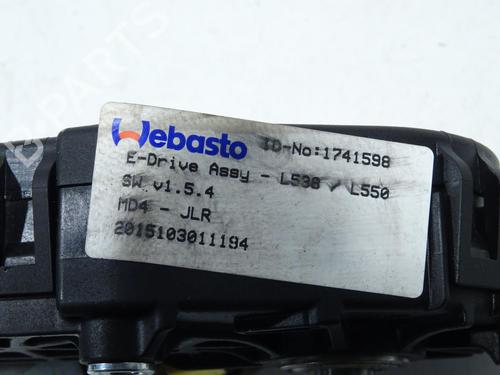 Webasto ID-No:1741598
E-Drive Assy - L538 / L550
SW v1.5.4
MD4 - JLR
2015103011194